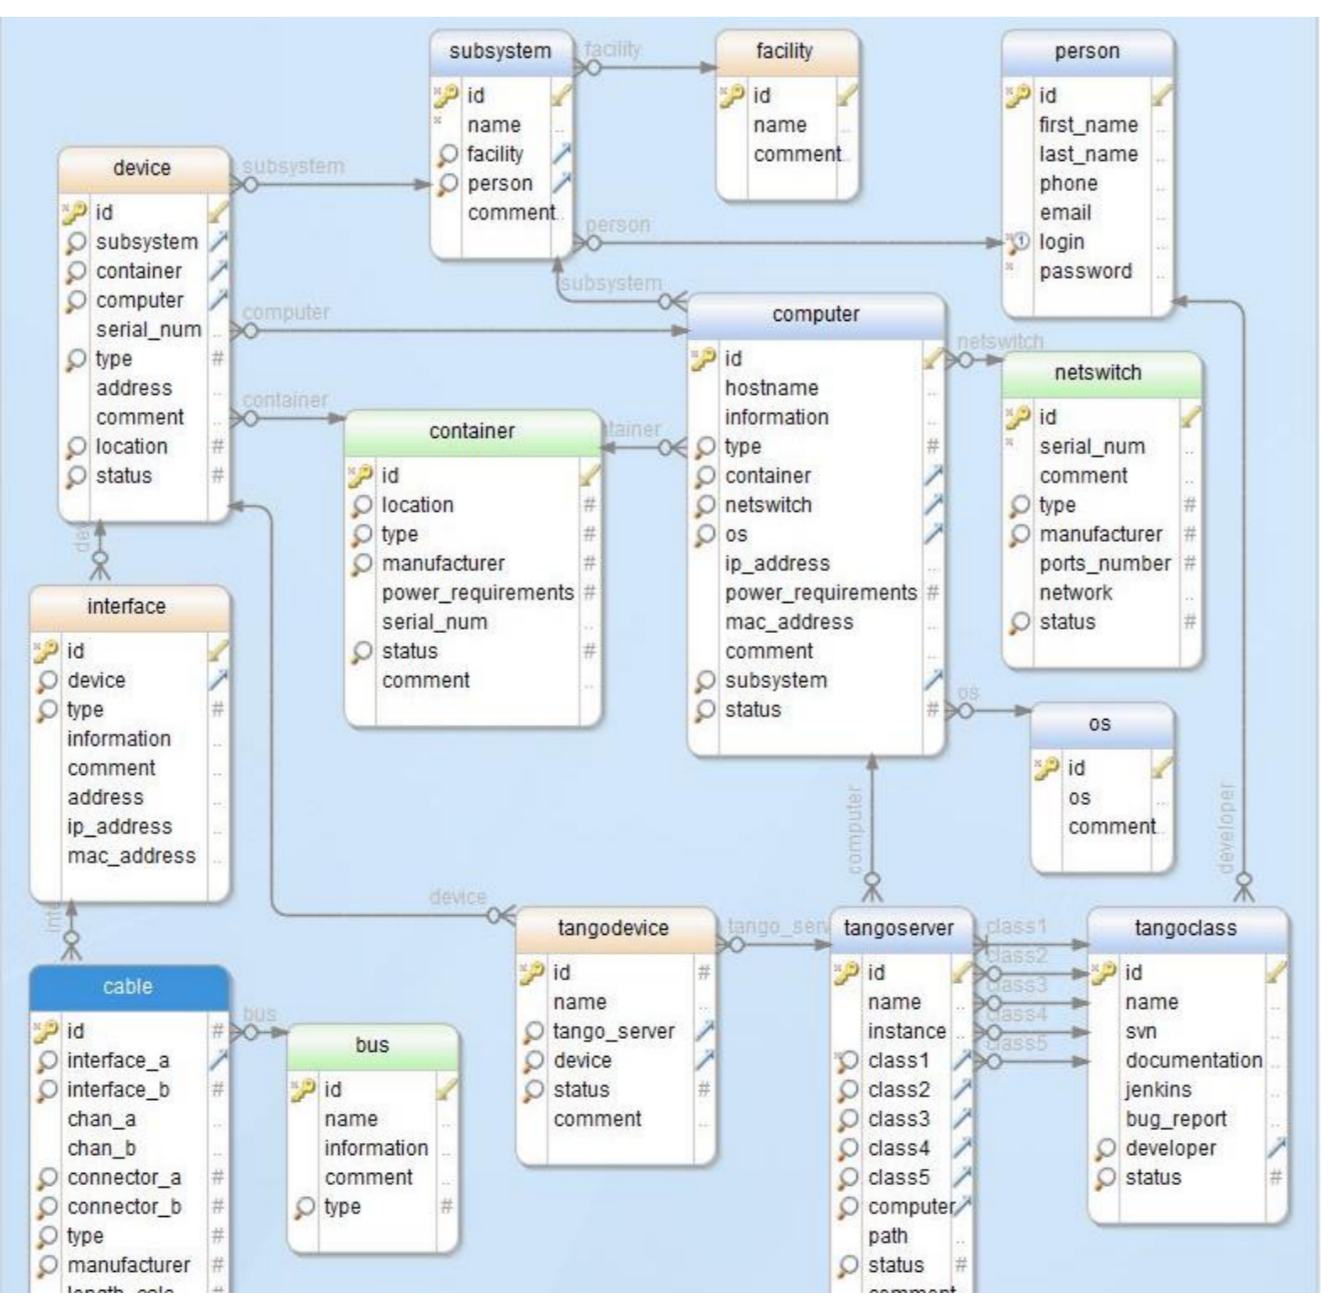 subsystem
id
name
facility
person
comment
facility
facility
id
name
comment
person
id
first_name
last_name
phone
email
login
password
device
id
subsystem
container
computer
serial_num
type
address
comment
location
status
subsystem
person
subsystem
computer
container
computer
id
hostname
information
type
container
netswitch
os
ip_address
power_requirements
mac_address
comment
subsystem
status
netswitch
netswitch
id
serial_num
comment
type
manufacturer
ports_number
network
status
container
id
location
type
manufacturer
power_requirements
serial_num
status
comment
tainer
dev
interface
id
device
type
information
comment
address
ip_address
mac_address
os
os
id
os
comment
computer
developer
device
inte
cable
id
interface_a
interface_b
chan_a
chan_b
connector_a
connector_b
type
manufacturer
bus
bus
id
name
information
comment
type
tangodevice
id
name
tango_server
device
status
comment
tango_serv
tangoserver
id
name
instance
class1
class2
class3
class4
class5
computer
path
status
comment
class1
class2
class3
class4
class5
tangoclass
id
name
svn
documentation
jenkins
bug_report
developer
status